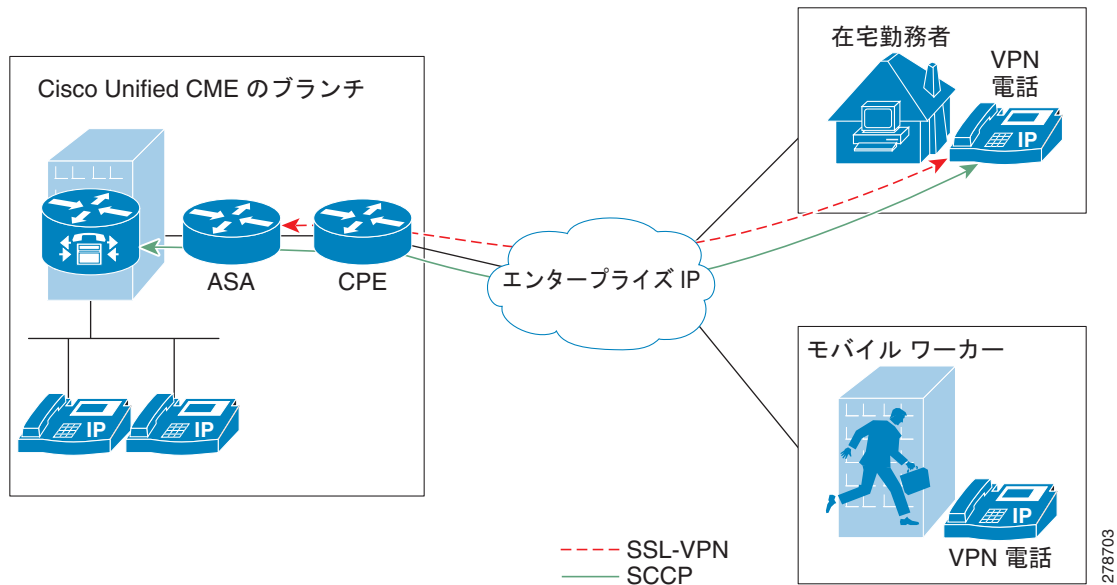 Cisco Unified CME のブランチ
ASA
CPE
IP
IP
エンタープライズ IP
在宅勤務者
VPN
電話
IP
モバイル ワーカー
IP
VPN 電話
SSL-VPN
SCCP
278703